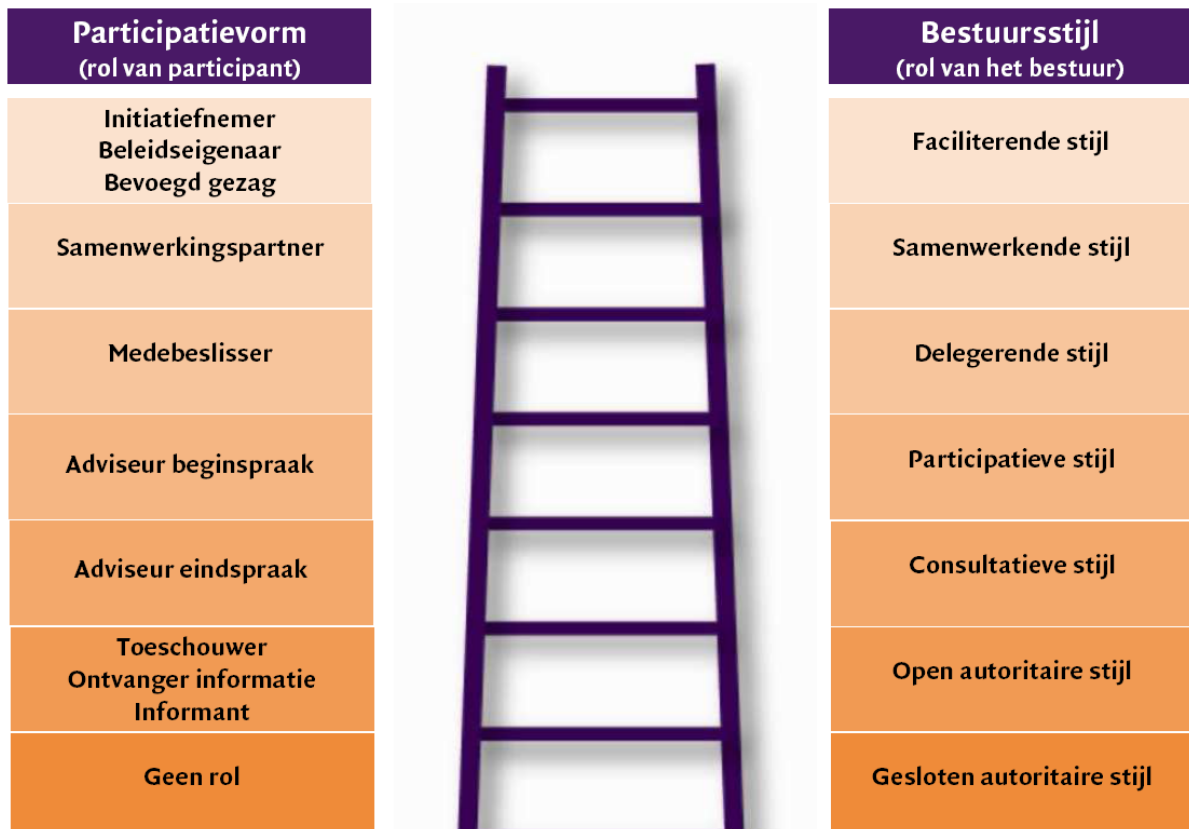 Participatievorm
(rol van participant)
Bestuursstijl
(rol van het bestuur)
Initiatiefnemer
Beleidseigenaar
Bevoegd gezag
Faciliterende stijl
Samenwerkingspartner
Samenwerkende stijl
Medebeslisser
Delegerende stijl
Adviseur beginspraak
Participatieve stijl
Adviseur eindspraak
Consultatieve stijl
Toeschouwer
Ontvanger informatie
Informant
Open autoritaire stijl
Geen rol
Gesloten autoritaire stijl